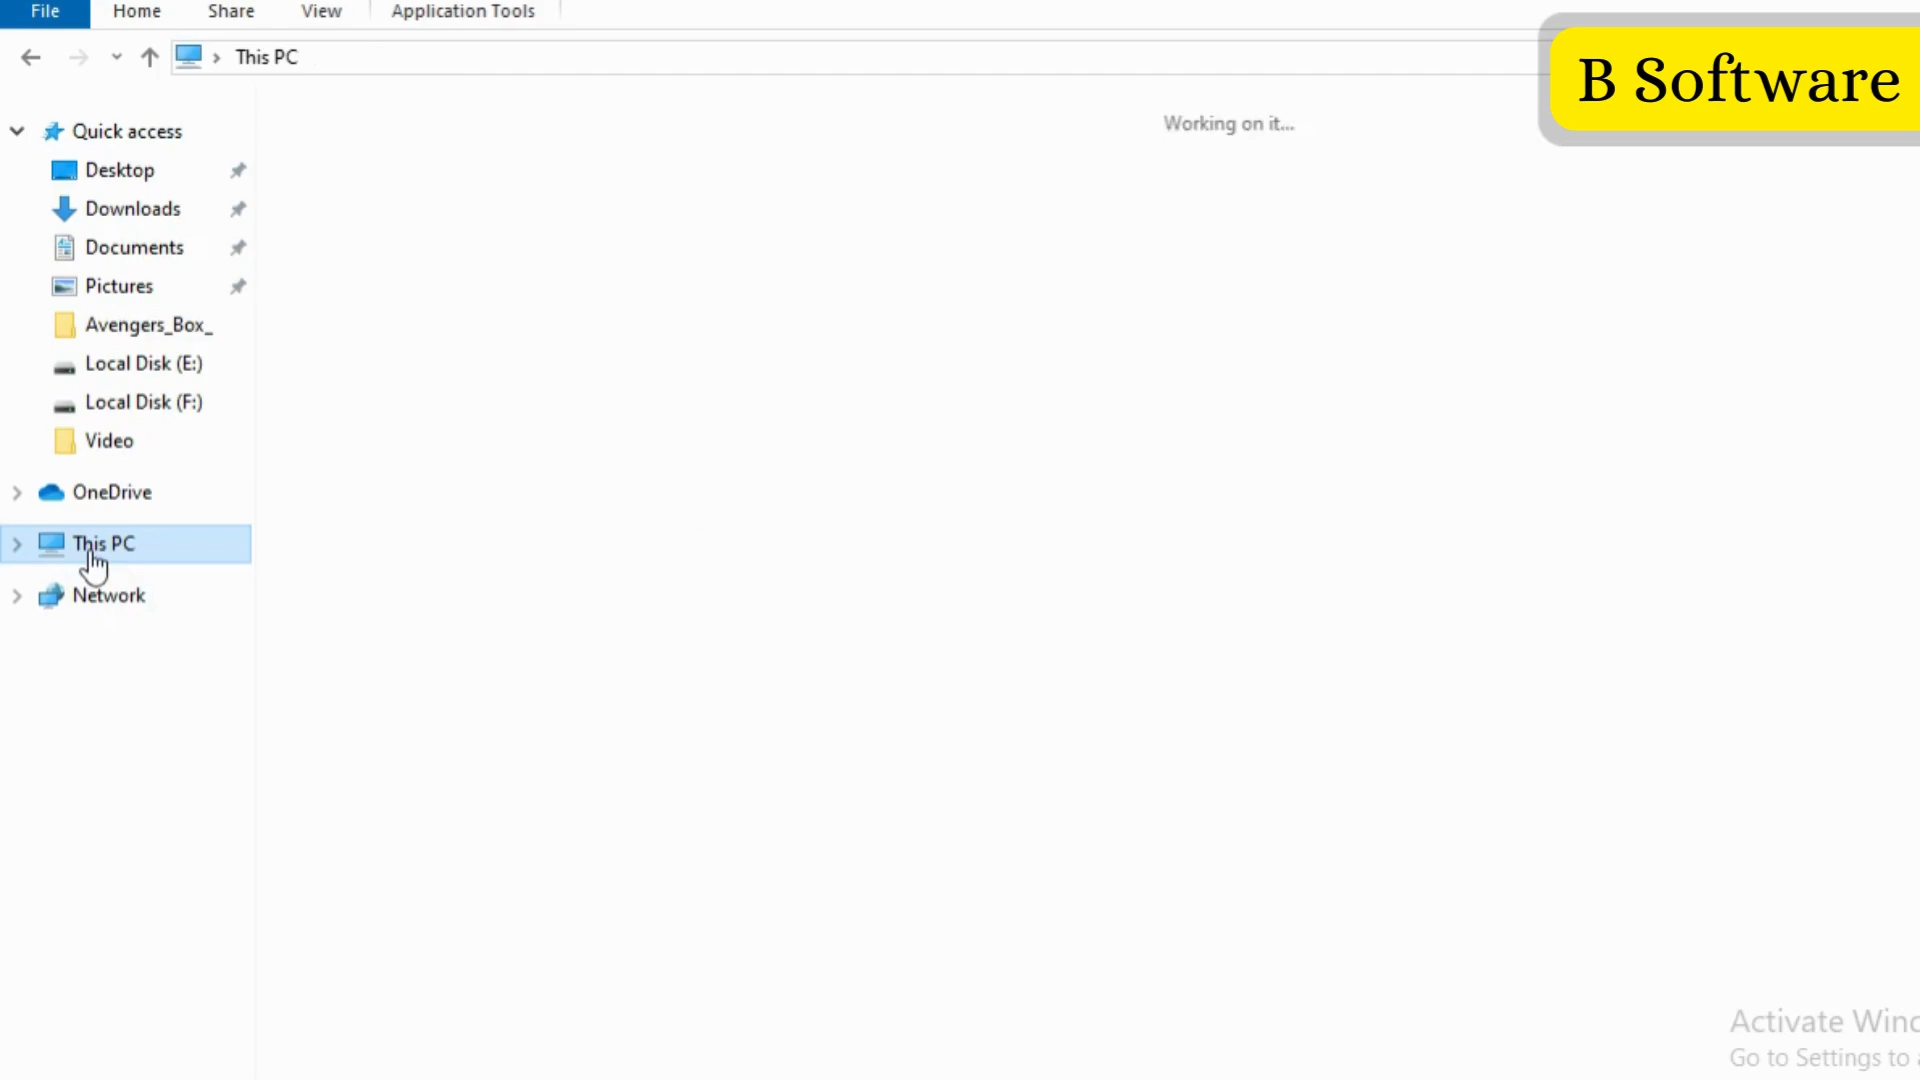 File Home Share View Application Tools
This PC
B Software
Working on it...
Quick access
Desktop
Downloads
Documents
Pictures
Avengers_Box_
Local Disk (E:)
Local Disk (F:)
Video
OneDrive
This PC
Network
Activate
Go to Settings to